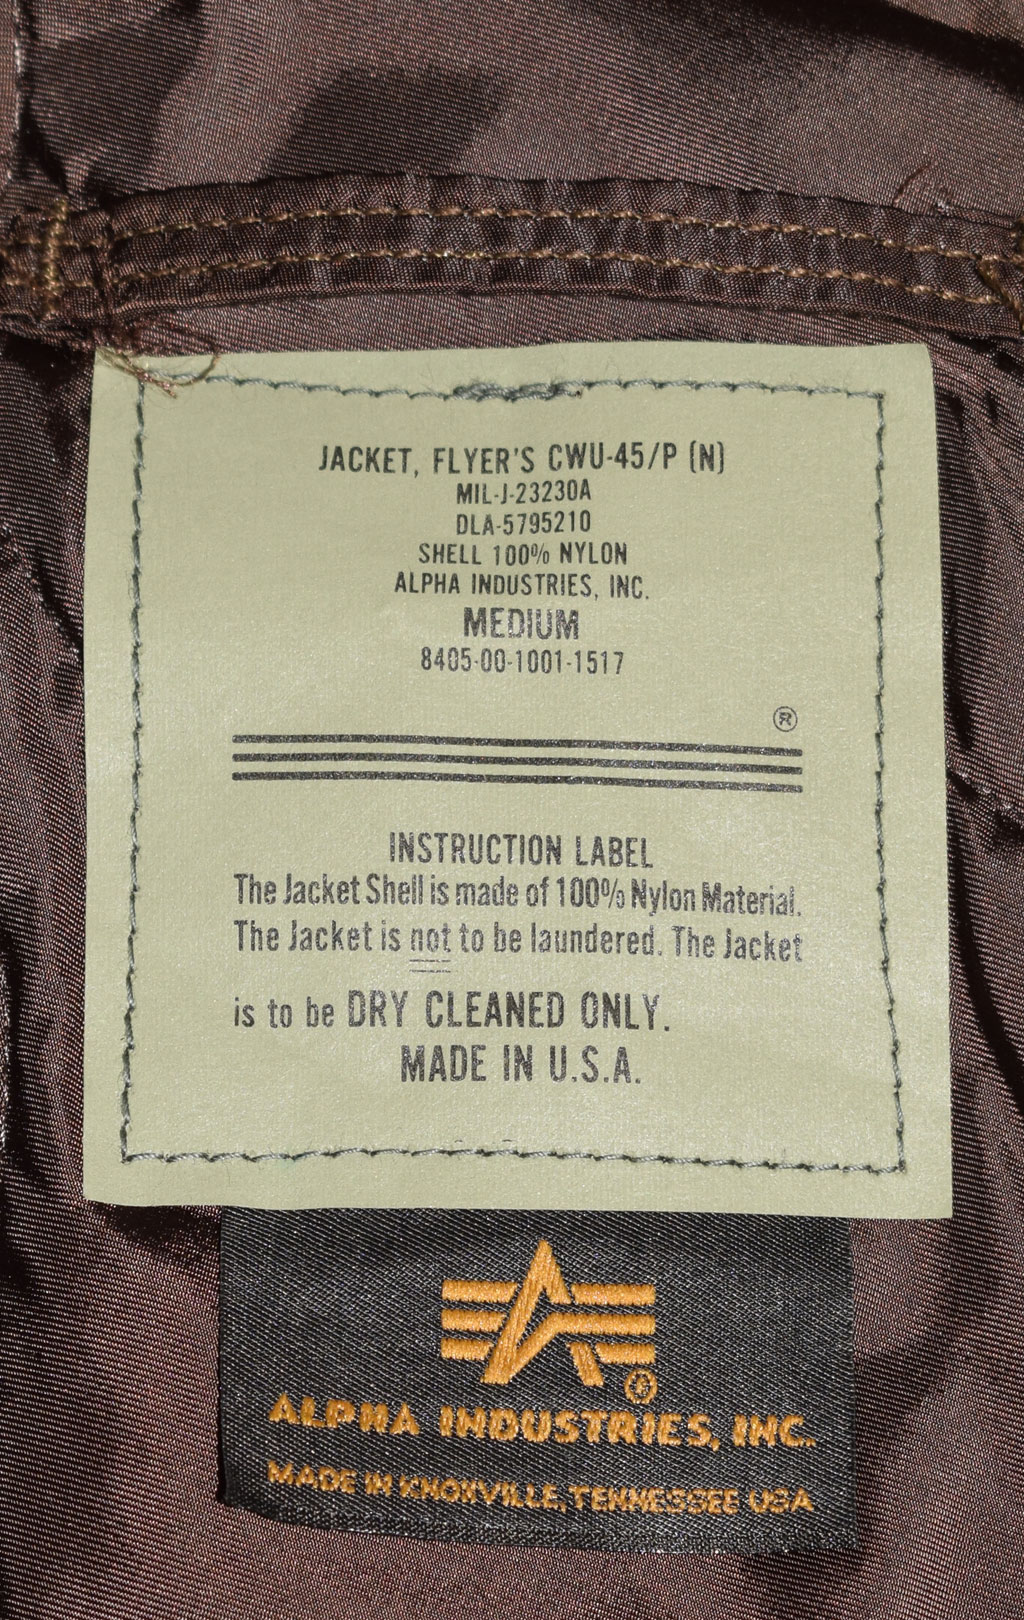 JACKET, FLYER'S CWU-45/P (N)
MIL-J-23230A
DLA-5795210
SHELL 100% NYLON
ALPHA INDUSTRIES, INC.
MEDIUM
8405-00-1001-1517
®
INSTRUCTION LABEL
The Jacket Shell is made of 100% Nylon Material.
The Jacket is not to be laundered. The Jacket
is to be DRY CLEANED ONLY.
MADE IN U.S.A.
®
ALPHA INDUSTRIES, INC.
MADE IN KNOXVILLE, TENNESSEE USA